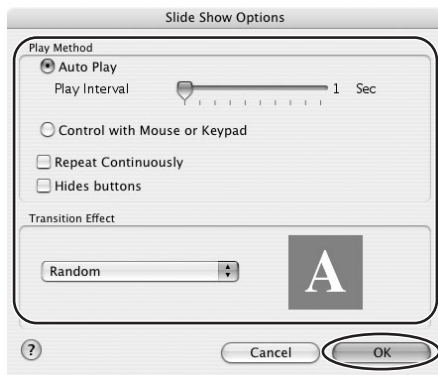 Slide Show Options
Play Method
Auto Play
Play Interval 1 Sec
Control with Mouse or Keypad
Repeat Continuously
Hides buttons
Transition Effect
Random A
? Cancel OK